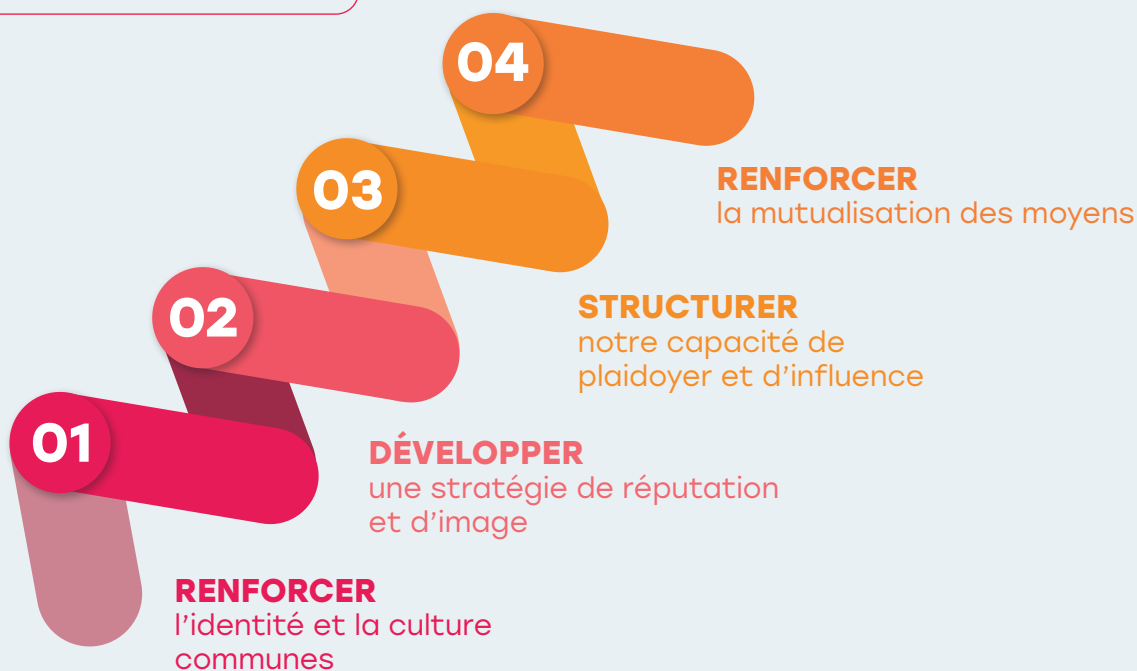 04
RENFORCER
la mutualisation des moyens
03
STRUCTURER
notre capacité de
plaidoyer et d’influence
02
DÉVELOPPER
une stratégie de réputation
et d’image
01
RENFORCER
l’identité et la culture
communes